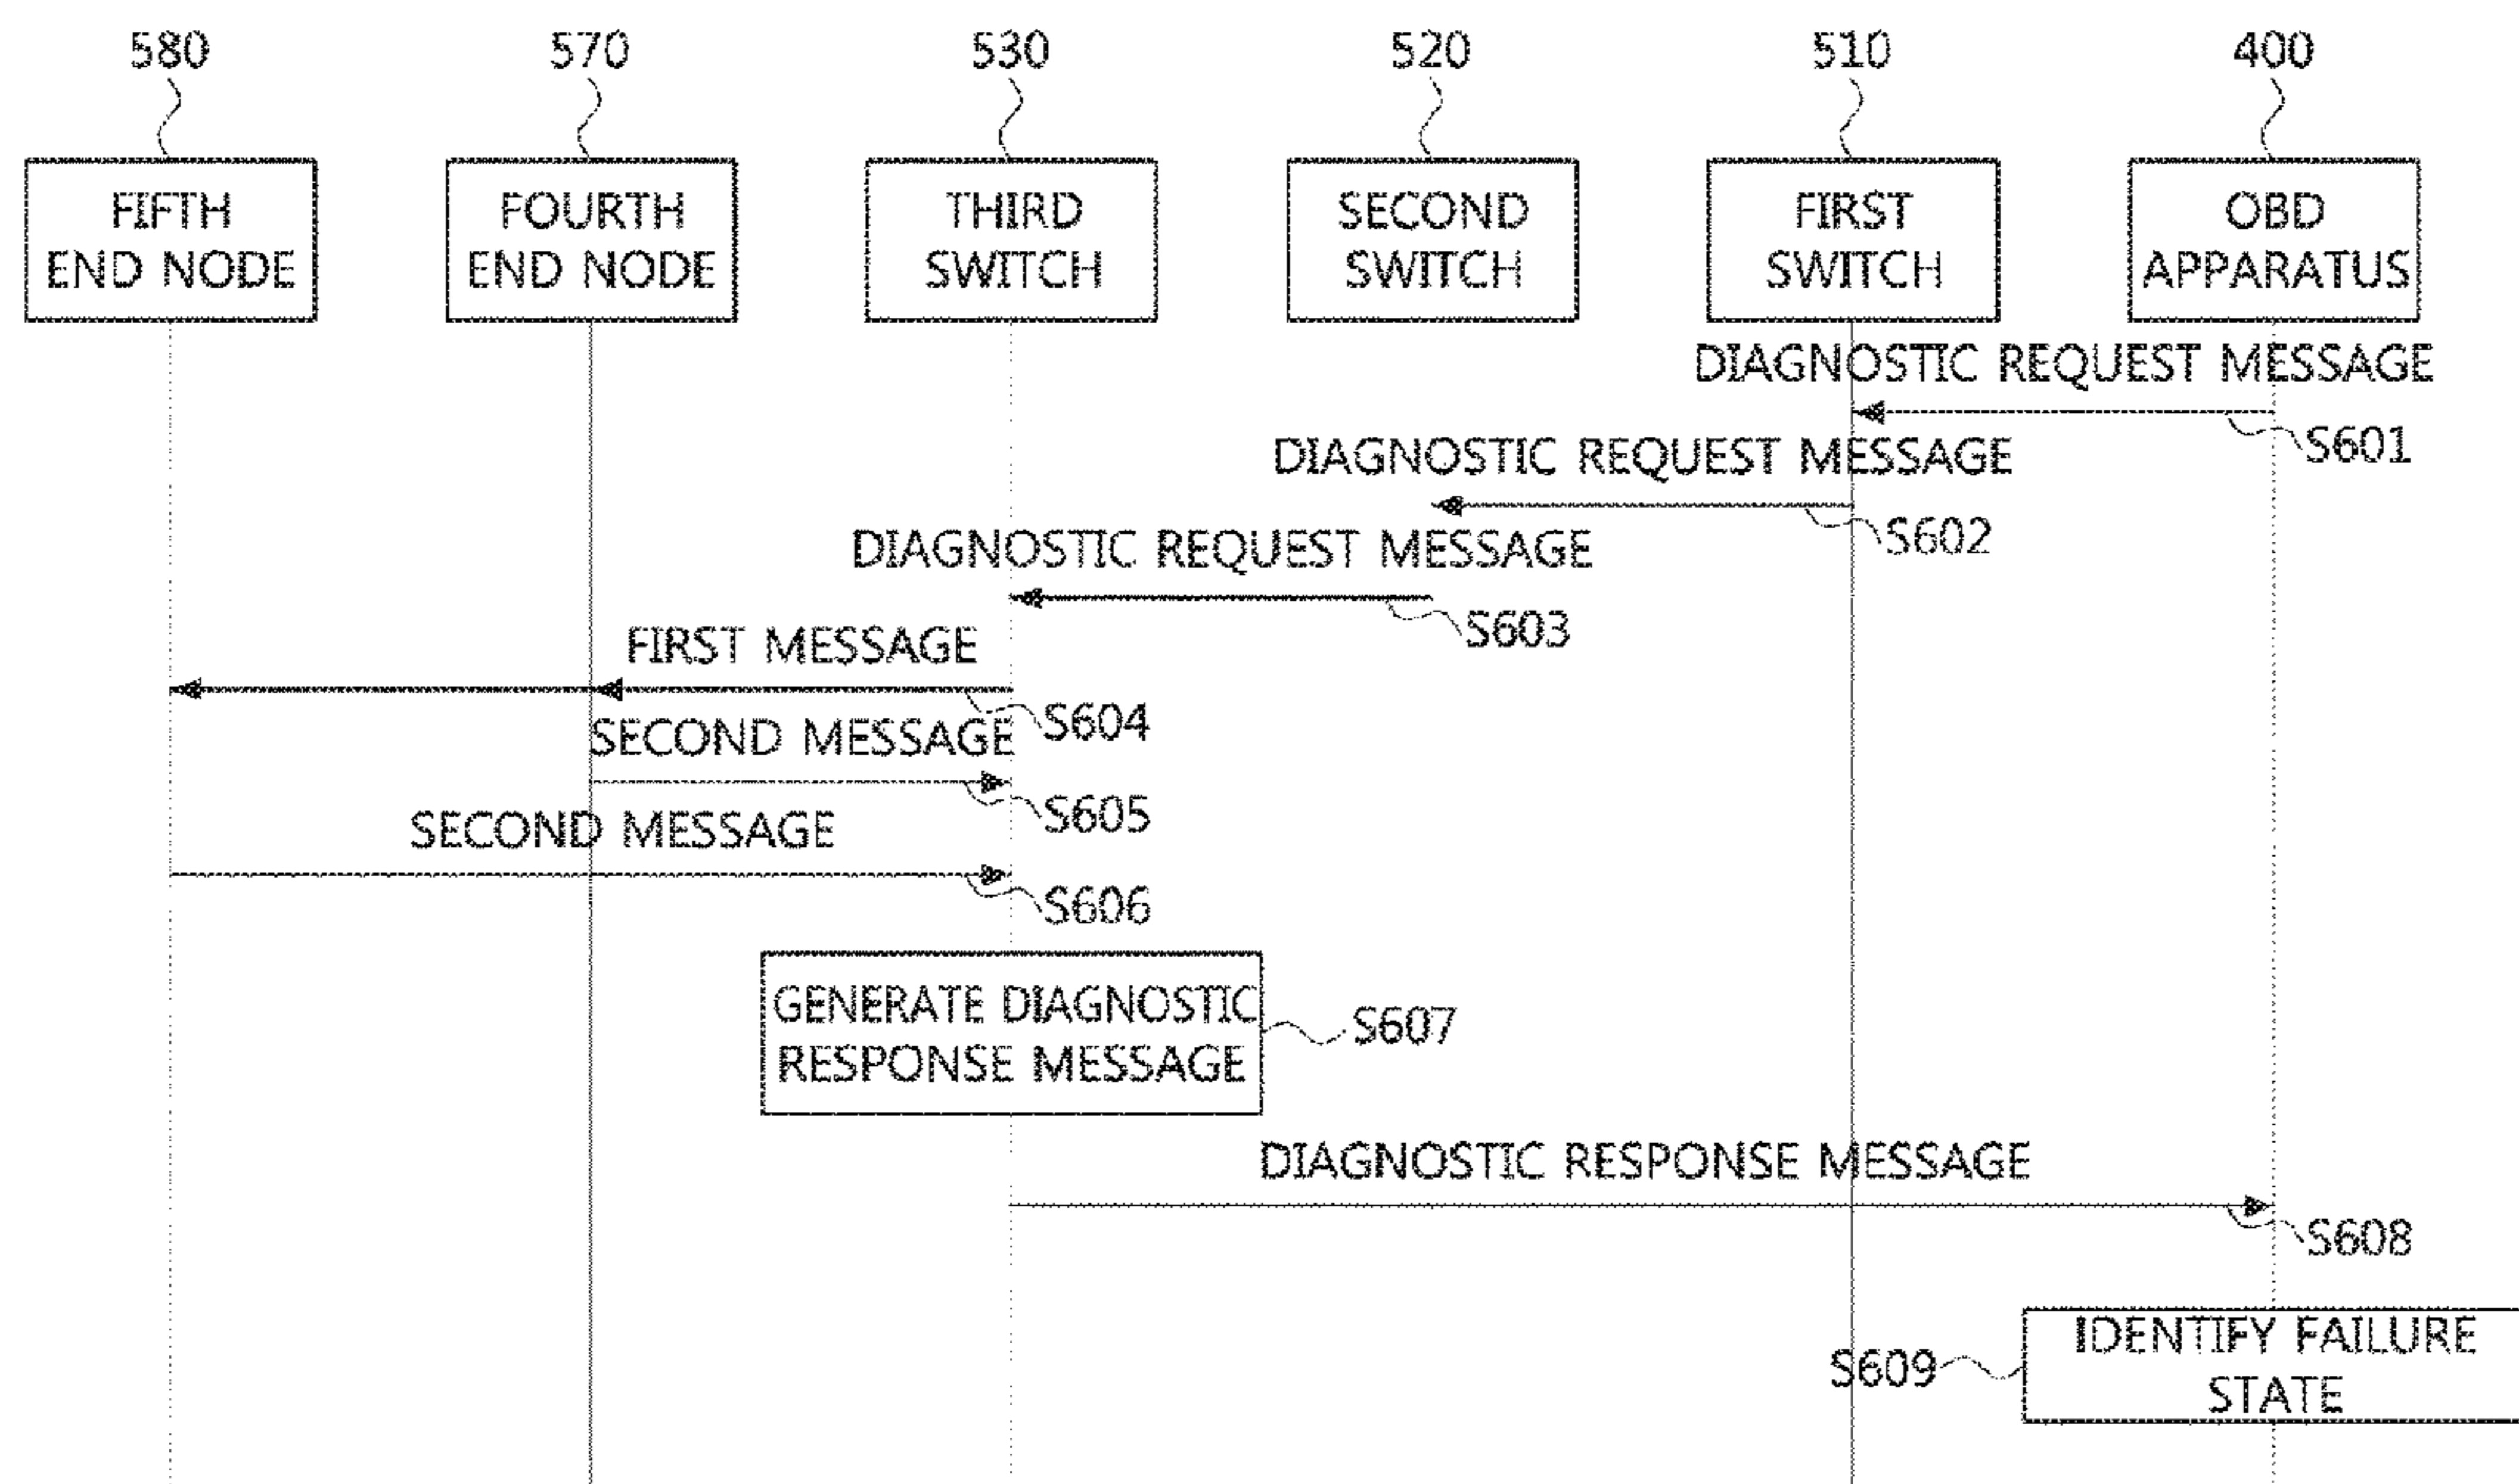 580
570
530
520
510
400
FIFTH
END NODE
FOURTH
END NODE
THIRD
SWITCH
SECOND
SWITCH
FIRST
SWITCH
OBD
APPARATUS
DIAGNOSTIC REQUEST MESSAGE
S601
DIAGNOSTIC REQUEST MESSAGE
S602
DIAGNOSTIC REQUEST MESSAGE
S603
FIRST MESSAGE
S604
SECOND MESSAGE
S605
SECOND MESSAGE
S606
GENERATE DIAGNOSTIC
RESPONSE MESSAGE
S607
DIAGNOSTIC RESPONSE MESSAGE
S608
S609
IDENTIFY FAILURE
STATE